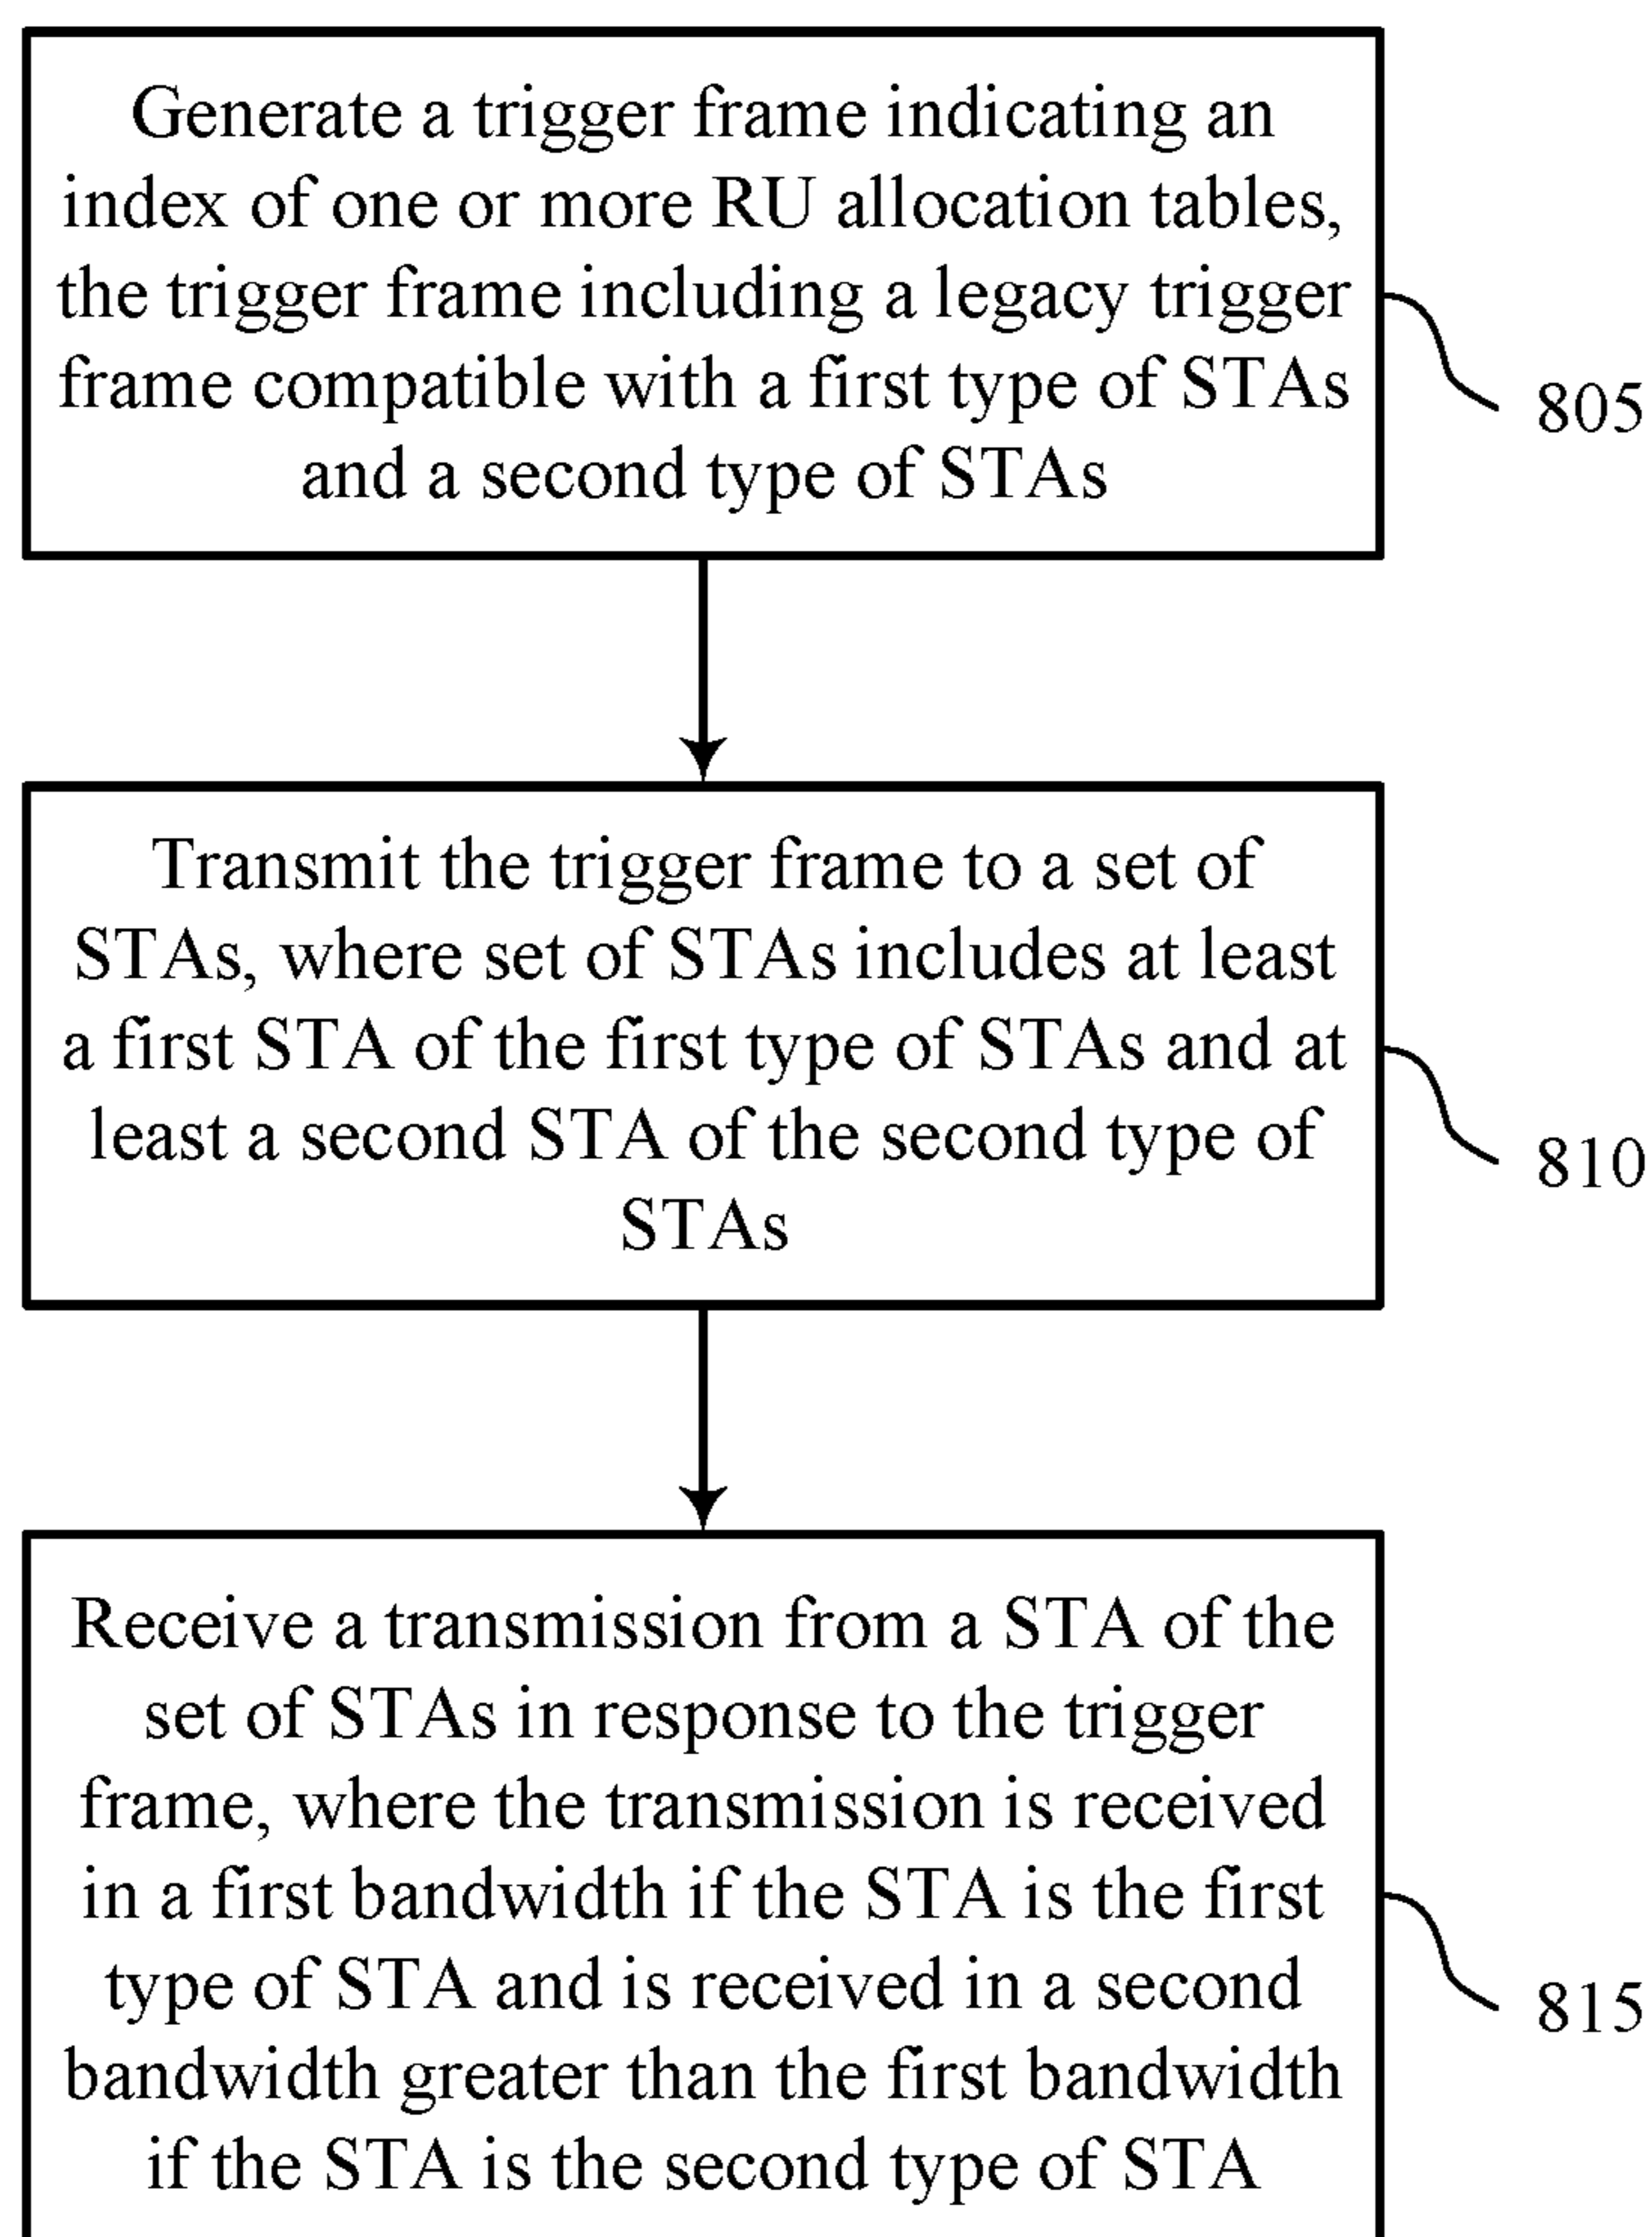 Generate a trigger frame indicating an
index of one or more RU allocation tables,
the trigger frame including a legacy trigger
frame compatible with a first type of STAs
and a second type of STAs
805
Transmit the trigger frame to a set of
STAs, where set of STAs includes at least
a first STA of the first type of STAs and at
least a second STA of the second type of
STAs
810
Receive a transmission from a STA of the
set of STAs in response to the trigger
frame, where the transmission is received
in a first bandwidth if the STA is the first
type of STA and is received in a second
bandwidth greater than the first bandwidth
if the STA is the second type of STA
815